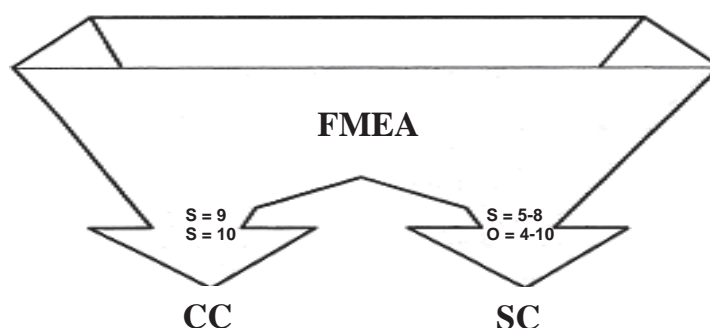 FMEA
S = 9
S = 10
S = 5-8
O = 4-10
CC
SC